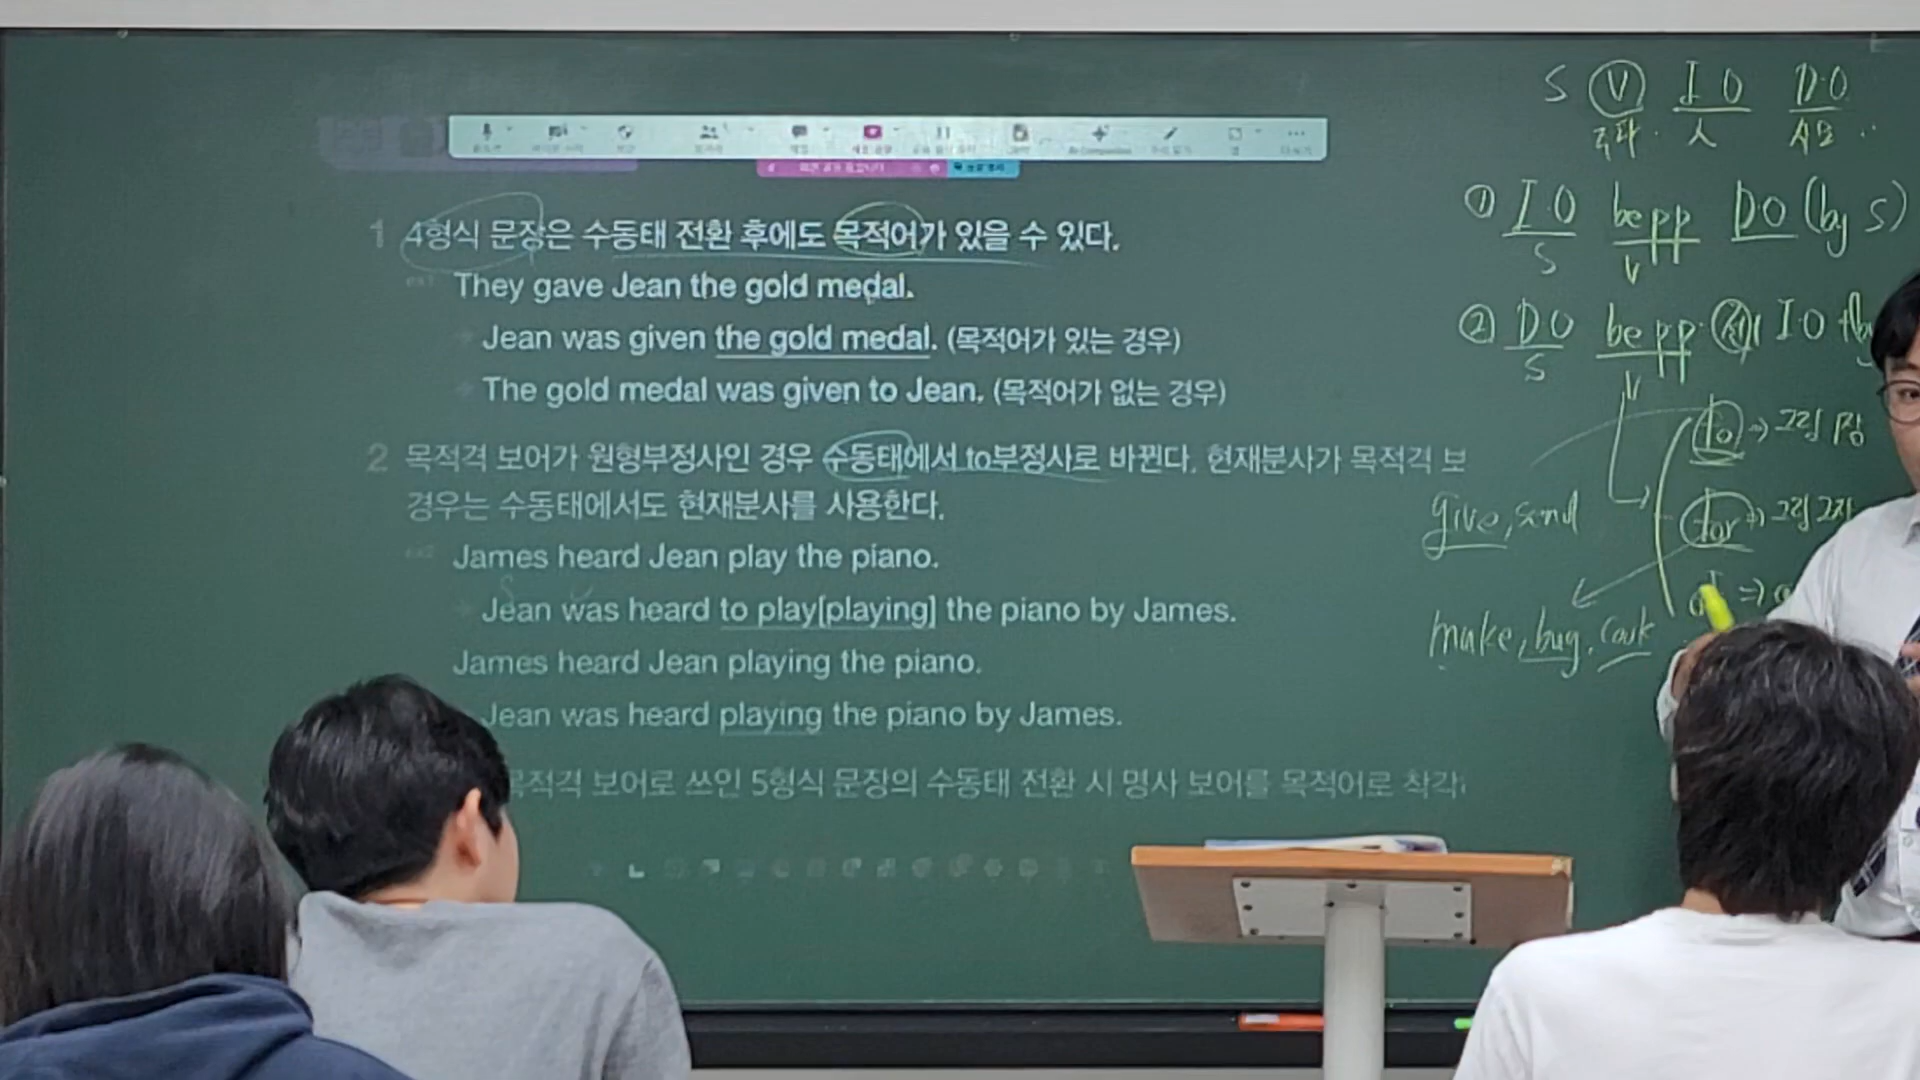 1 4형식 문장은 수동태 전환 후에도 목적어가 있을 수 있다.
They gave Jean the gold medal.
Jean was given the gold medal. (목적어가 있는 경우)
The gold medal was given to Jean. (목적어가 없는 경우)
2 목적격 보어가 원형부정사인 경우 수동태에서 to부정사로 바뀐다. 현재분사가 목적격 보
경우는 수동태에서도 현재분사를 사용한다.
James heard Jean play the piano.
Jean was heard to play[playing] the piano by James.
James heard Jean playing the piano.
Jean was heard playing the piano by James.
목적격 보어로 쓰인 5형식 문장의 수동태 전환 시 명사 보어를 목적어로 착각
S V I·O D·O
① I·O be pp D·O (by S)
S V
② D·O be p.p. I·O
S V
to ⇒
give, send
for ⇒
make, buy, cook